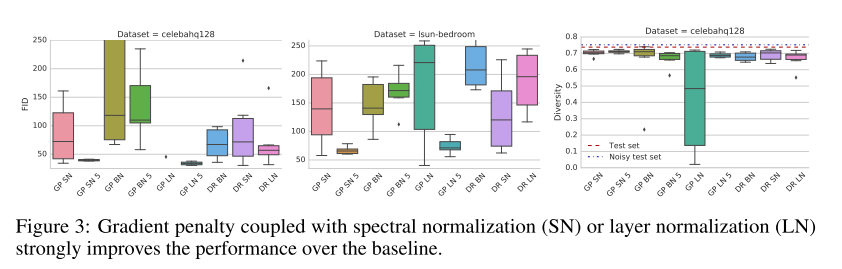 Dataset = celebahq128
250
200
150
100
50
FID
GP SN
GP SN 5
GP BN
GP BN 5
GP LN
GP LN 5
DR BN
DR SN
DR LN
Dataset = lsun-bedroom
250
200
150
100
50
GP SN
GP SN 5
GP BN
GP BN 5
GP LN
GP LN 5
DR BN
DR SN
DR LN
Dataset = celebahq128
0.8
0.7
0.6
0.5
0.4
0.3
0.2
0.1
0.0
Diversity
Test set
Noisy test set
GP SN
GP SN 5
GP BN
GP BN 5
GP LN
GP LN 5
DR BN
DR SN
DR LN
Figure 3: Gradient penalty coupled with spectral normalization (SN) or layer normalization (LN)
strongly improves the performance over the baseline.